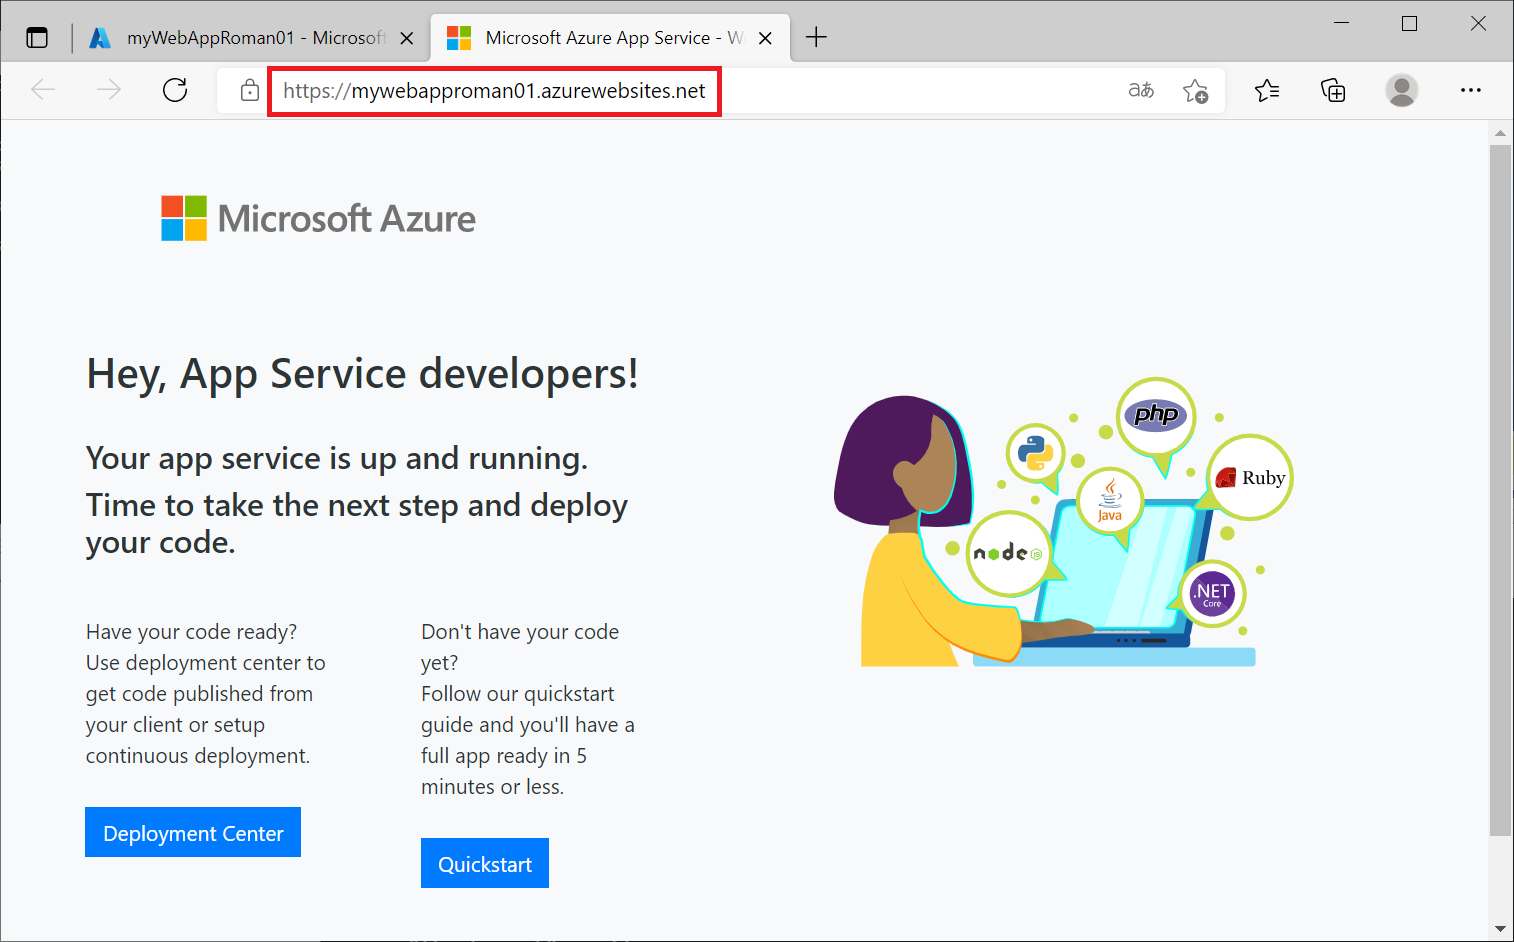 myWebAppRoman01 - Microsoft
Microsoft Azure App Service - W
https://mywebapproman01.azurewebsites.net
aあ
Microsoft Azure
Hey, App Service developers!
Your app service is up and running.
Time to take the next step and deploy
your code.
Have your code ready?
Use deployment center to
get code published from
your client or setup
continuous deployment.
Deployment Center
Don't have your code
yet?
Follow our quickstart
guide and you'll have a
full app ready in 5
minutes or less.
Quickstart
php
Ruby
Java
node JS
.NET
Core